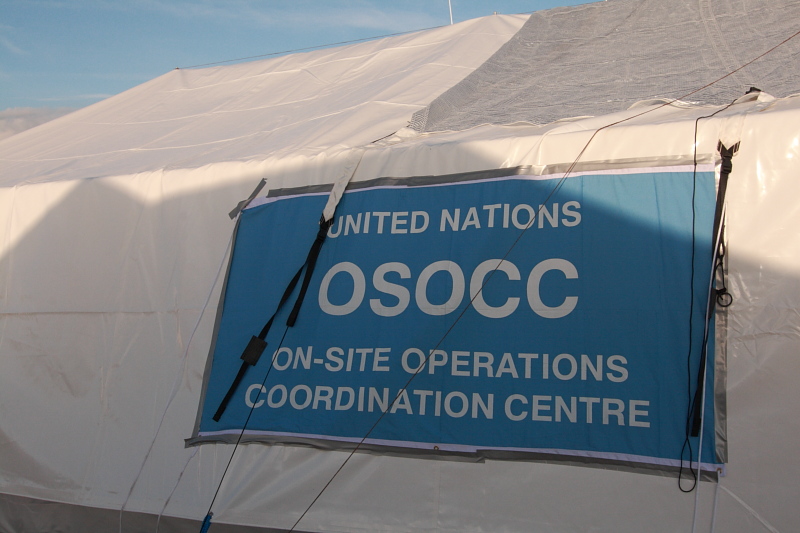 UNITED NATIONS
OSOCC
ON-SITE OPERATIONS
COORDINATION CENTRE